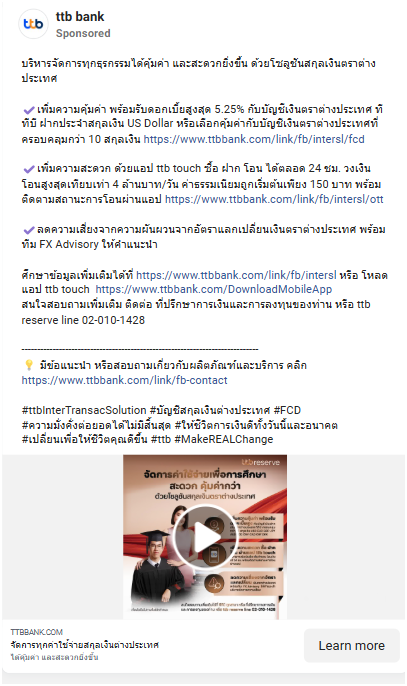 ttb bank
Sponsored
ttb
บริหารจัดการทุกธุรกรรมได้คุ้มค่า และสะดวกยิ่งขึ้น ด้วยโซลูชันสกุลเงินตราต่าง
ประเทศ
✔️เพิ่มความคุ้มค่า พร้อมรับดอกเบี้ยสูงสุด 5.25% กับบัญชีเงินตราต่างประเทศ ที
ทีบี ฝากประจำสกุลเงิน US Dollar หรือเลือกคุ้มค่ากับบัญชีเงินตราต่างประเทศที่
ครอบคลุมกว่า 10 สกุลเงิน https://www.ttbbank.com/link/fb/intersl/fcd
✔️เพิ่มความสะดวก ด้วยแอป ttb touch ซื้อ ฝาก โอน ได้ตลอด 24 ชม. วงเงิน
โอนสูงสุดเทียบเท่า 4 ล้านบาท/วัน ค่าธรรมเนียมถูกเริ่มต้นเพียง 150 บาท พร้อม
ติดตามสถานะการโอนผ่านแอป https://www.ttbbank.com/link/fb/intersl/ott
✔️ลดความเสี่ยงจากความผันผวนจากอัตราแลกเปลี่ยนเงินตราต่างประเทศ พร้อม
ทีม FX Advisory ให้คำแนะนำ
ศึกษาข้อมูลเพิ่มเติมได้ที่ https://www.ttbbank.com/link/fb/intersl หรือ โหลด
แอป ttb touch https://www.ttbbank.com/DownloadMobileApp
สนใจสอบถามเพิ่มเติม ติดต่อ ที่ปรึกษาการเงินและการลงทุนของท่าน หรือ ttb
reserve line 02-010-1428
--------------------------------------------------------------------------
💡 มีข้อแนะนำ หรือสอบถามเกี่ยวกับผลิตภัณฑ์และบริการ คลิก
https://www.ttbbank.com/link/fb-contact
#ttbInterTransacSolution #บัญชีสกุลเงินต่างประเทศ #FCD
#ความมั่งคั่งต่อยอดได้ไม่มีสิ้นสุด #ให้ชีวิตการเงินดีทั้งวันนี้และอนาคต
#เปลี่ยนเพื่อให้ชีวิตคุณดีขึ้น #ttb #MakeREALChange
ttb reserve
จัดการค่าใช้จ่ายเพื่อการศึกษา
สะดวก คุ้มค่ากว่า
ด้วยโซลูชันสกุลเงินตราต่างประเทศ
TTBBANK.COM
จัดการทุกค่าใช้จ่ายสกุลเงินต่างประเทศ
ได้คุ้มค่า และสะดวกยิ่งขึ้น
Learn more